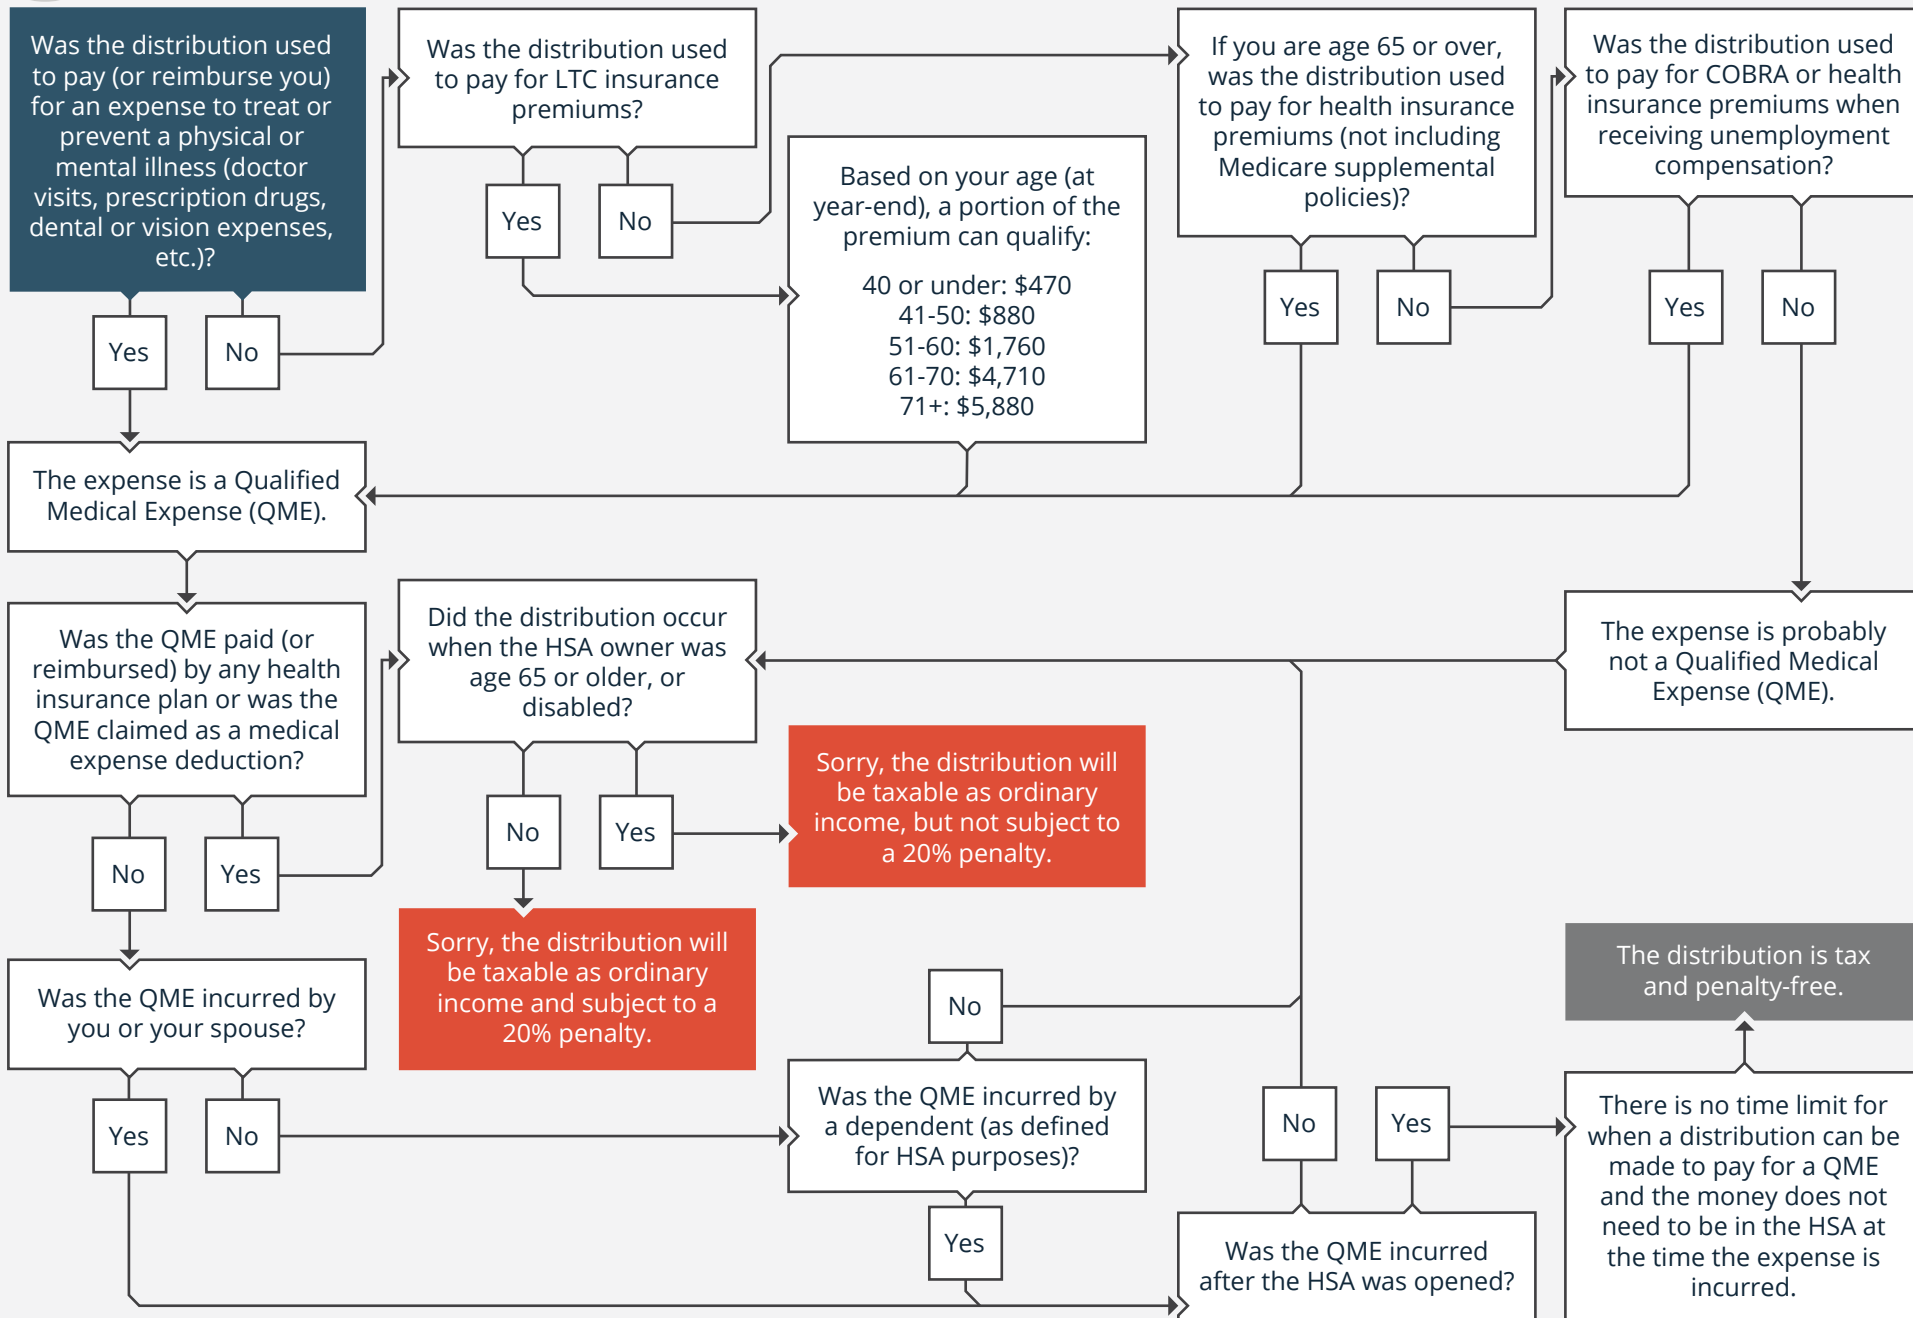 Was the distribution used
to pay (or reimburse you)
for an expense to treat or
prevent a physical or
mental illness (doctor
visits, prescription drugs,
dental or vision expenses,
etc.)?
Yes
No
Was the distribution used
to pay for LTC insurance
premiums?
Yes
No
Based on your age (at
year-end), a portion of the
premium can qualify:
40 or under: $470
41-50: $880
51-60: $1,760
61-70: $4,710
71+: $5,880
If you are age 65 or over,
was the distribution used
to pay for health insurance
premiums (not including
Medicare supplemental
policies)?
Yes
No
Was the distribution used
to pay for COBRA or health
insurance premiums when
receiving unemployment
compensation?
Yes
No
The expense is a Qualified
Medical Expense (QME).
Was the QME paid (or
reimbursed) by any health
insurance plan or was the
QME claimed as a medical
expense deduction?
No
Yes
Did the distribution occur
when the HSA owner was
age 65 or older, or
disabled?
No
Yes
Sorry, the distribution will
be taxable as ordinary
income, but not subject to
a 20% penalty.
Sorry, the distribution will
be taxable as ordinary
income and subject to a
20% penalty.
The expense is probably
not a Qualified Medical
Expense (QME).
Was the QME incurred by
you or your spouse?
Yes
No
No
Was the QME incurred by
a dependent (as defined
for HSA purposes)?
Yes
No
Yes
Was the QME incurred
after the HSA was opened?
The distribution is tax
and penalty-free.
There is no time limit for
when a distribution can be
made to pay for a QME
and the money does not
need to be in the HSA at
the time the expense is
incurred.